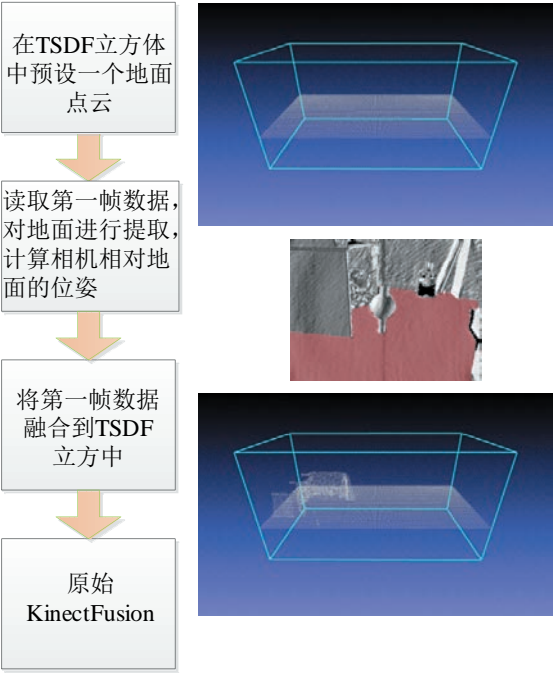 在TSDF立方体
中预设一个地面
点云
读取第一帧数据，
对地面进行提取，
计算相机相对地
面的位姿
将第一帧数据
融合到TSDF
立方中
原始
KinectFusion